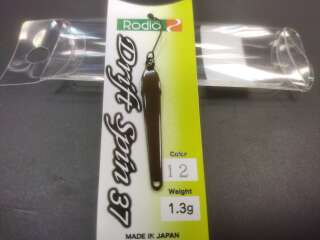 Rodio
Drift Spin 37
Color
12
Weight
1.3g
MADE IN JAPAN